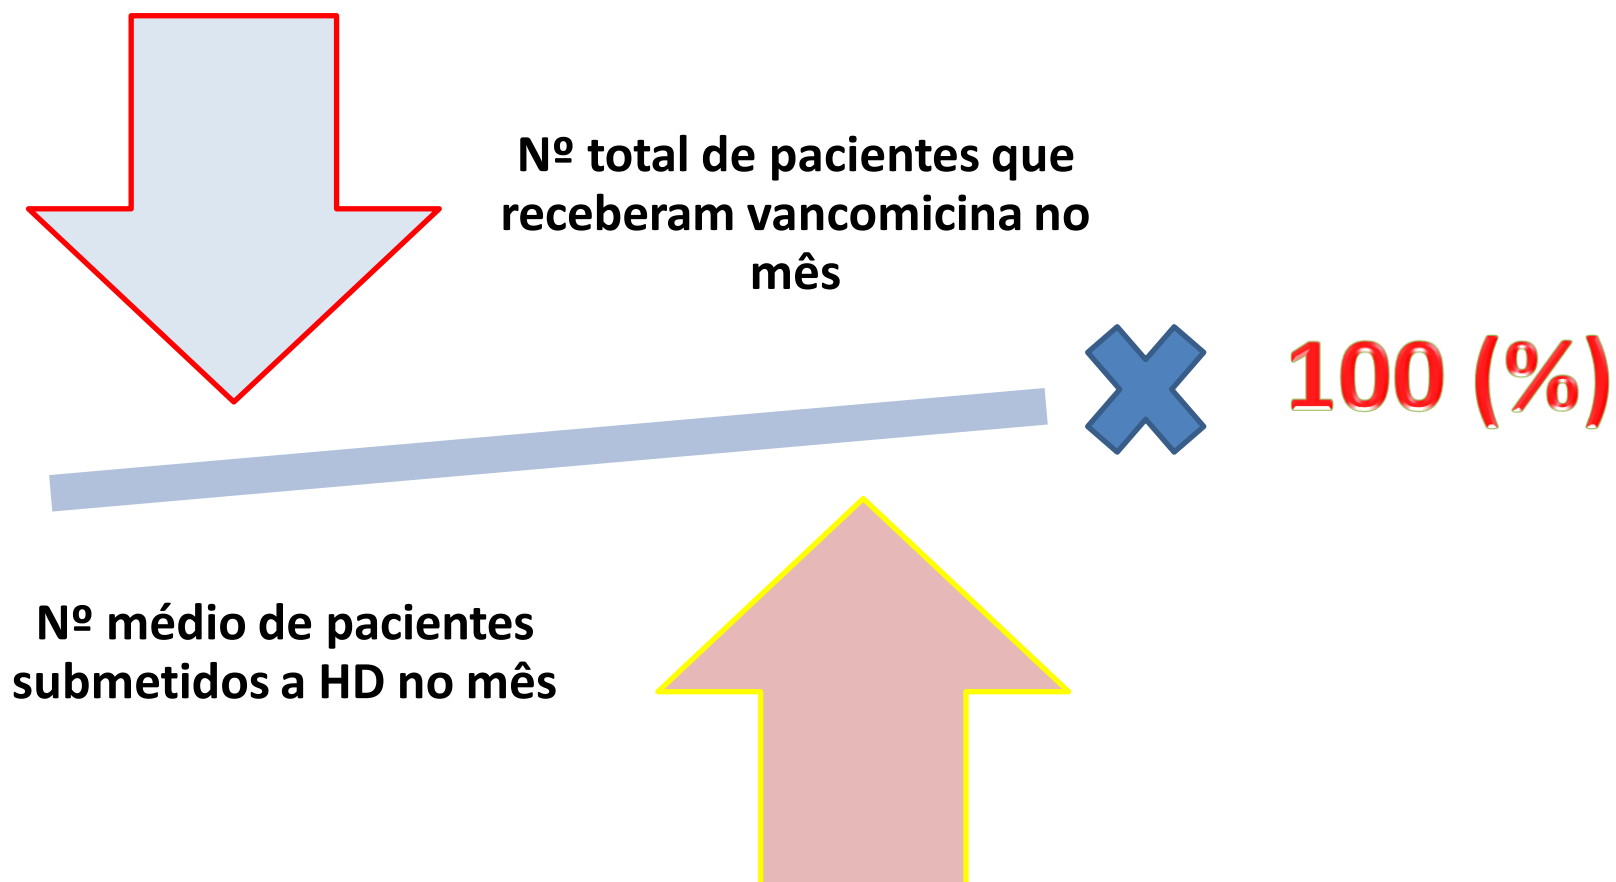 Nº total de pacientes que
receberam vancomicina no
mês
100 (%)
Nº médio de pacientes
submetidos a HD no mês